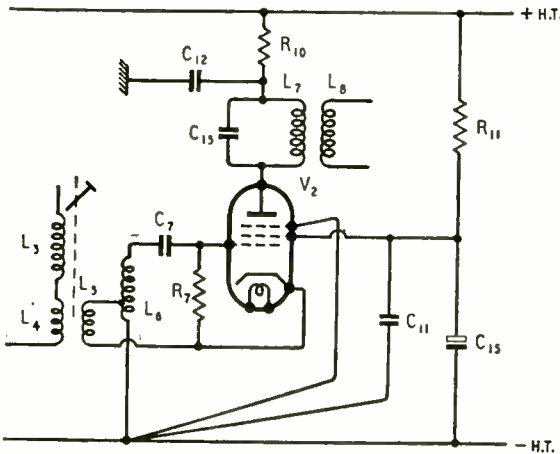 + H.T.
R10
C12
L7
L8
R11
C15
V2
L3
C7
L5
R7
L4
L6
C11
C15
- H.T.